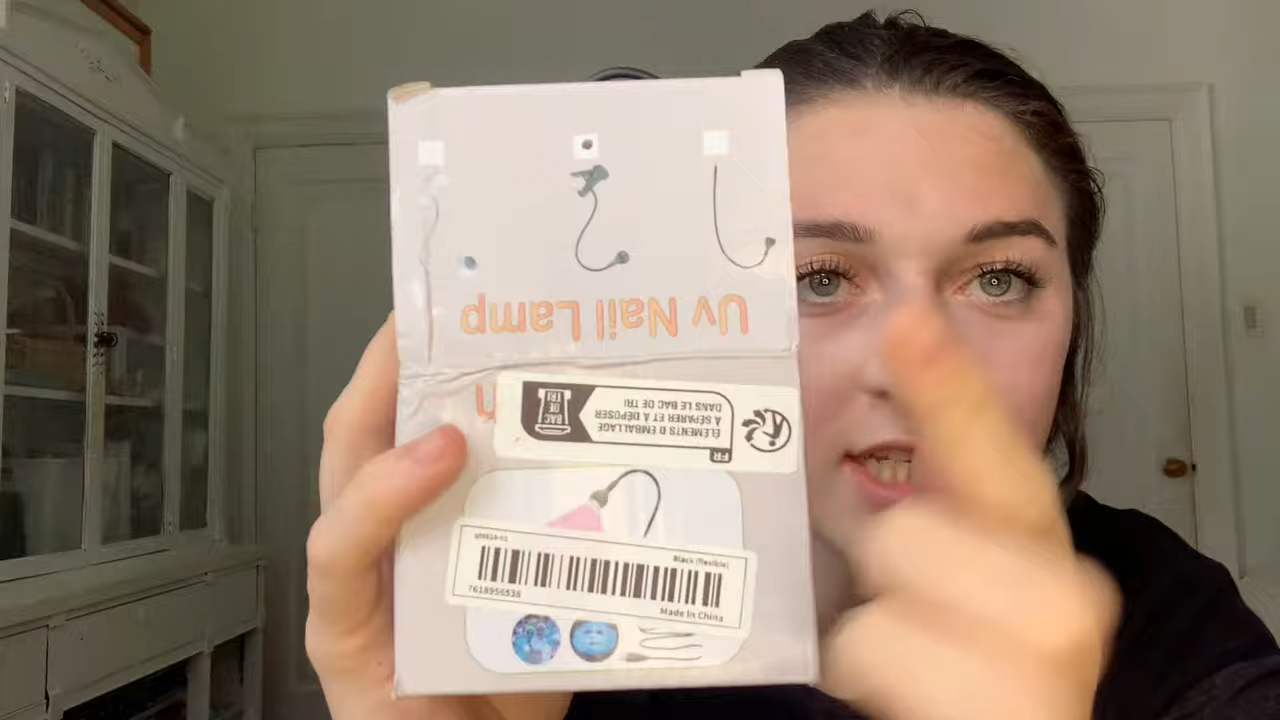 Uv Nail Lamp
FR
ÉLÉMENTS D EMBALLAGE
À SÉPARER ET À DÉPOSER
DANS LE BAC DE TRI
BAC
DE
TRI
Black (flexible)
7618956538
Made In China